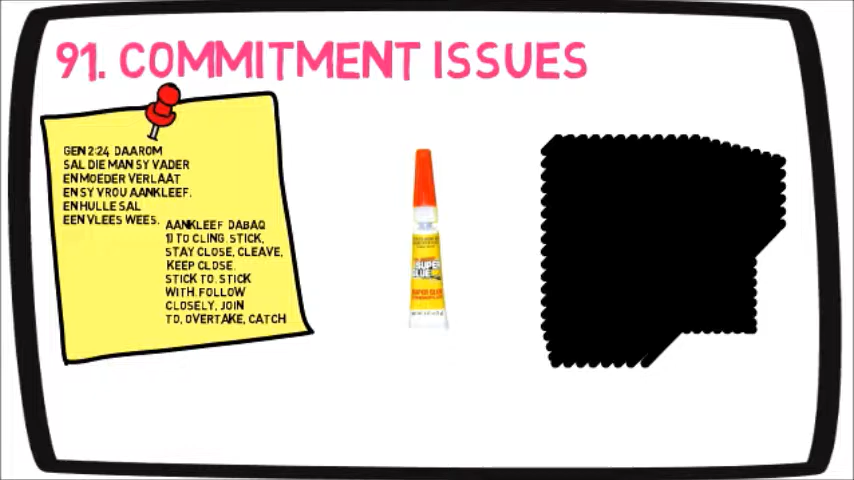 91. COMMITMENT ISSUES
GEN 2:24 DAAROM
SAL DIE MAN SY VADER
EN MOEDER VERLAAT
EN SY VROU AANKLEEF.
EN HULLE SAL
EEN VLEES WEES.
AANKLEEF DABAQ
1) TO CLING, STICK,
STAY CLOSE, CLEAVE,
KEEP CLOSE.
STICK TO, STICK
WITH, FOLLOW
CLOSELY, JOIN
TO, OVERTAKE, CATCH
SUPER
GLUE